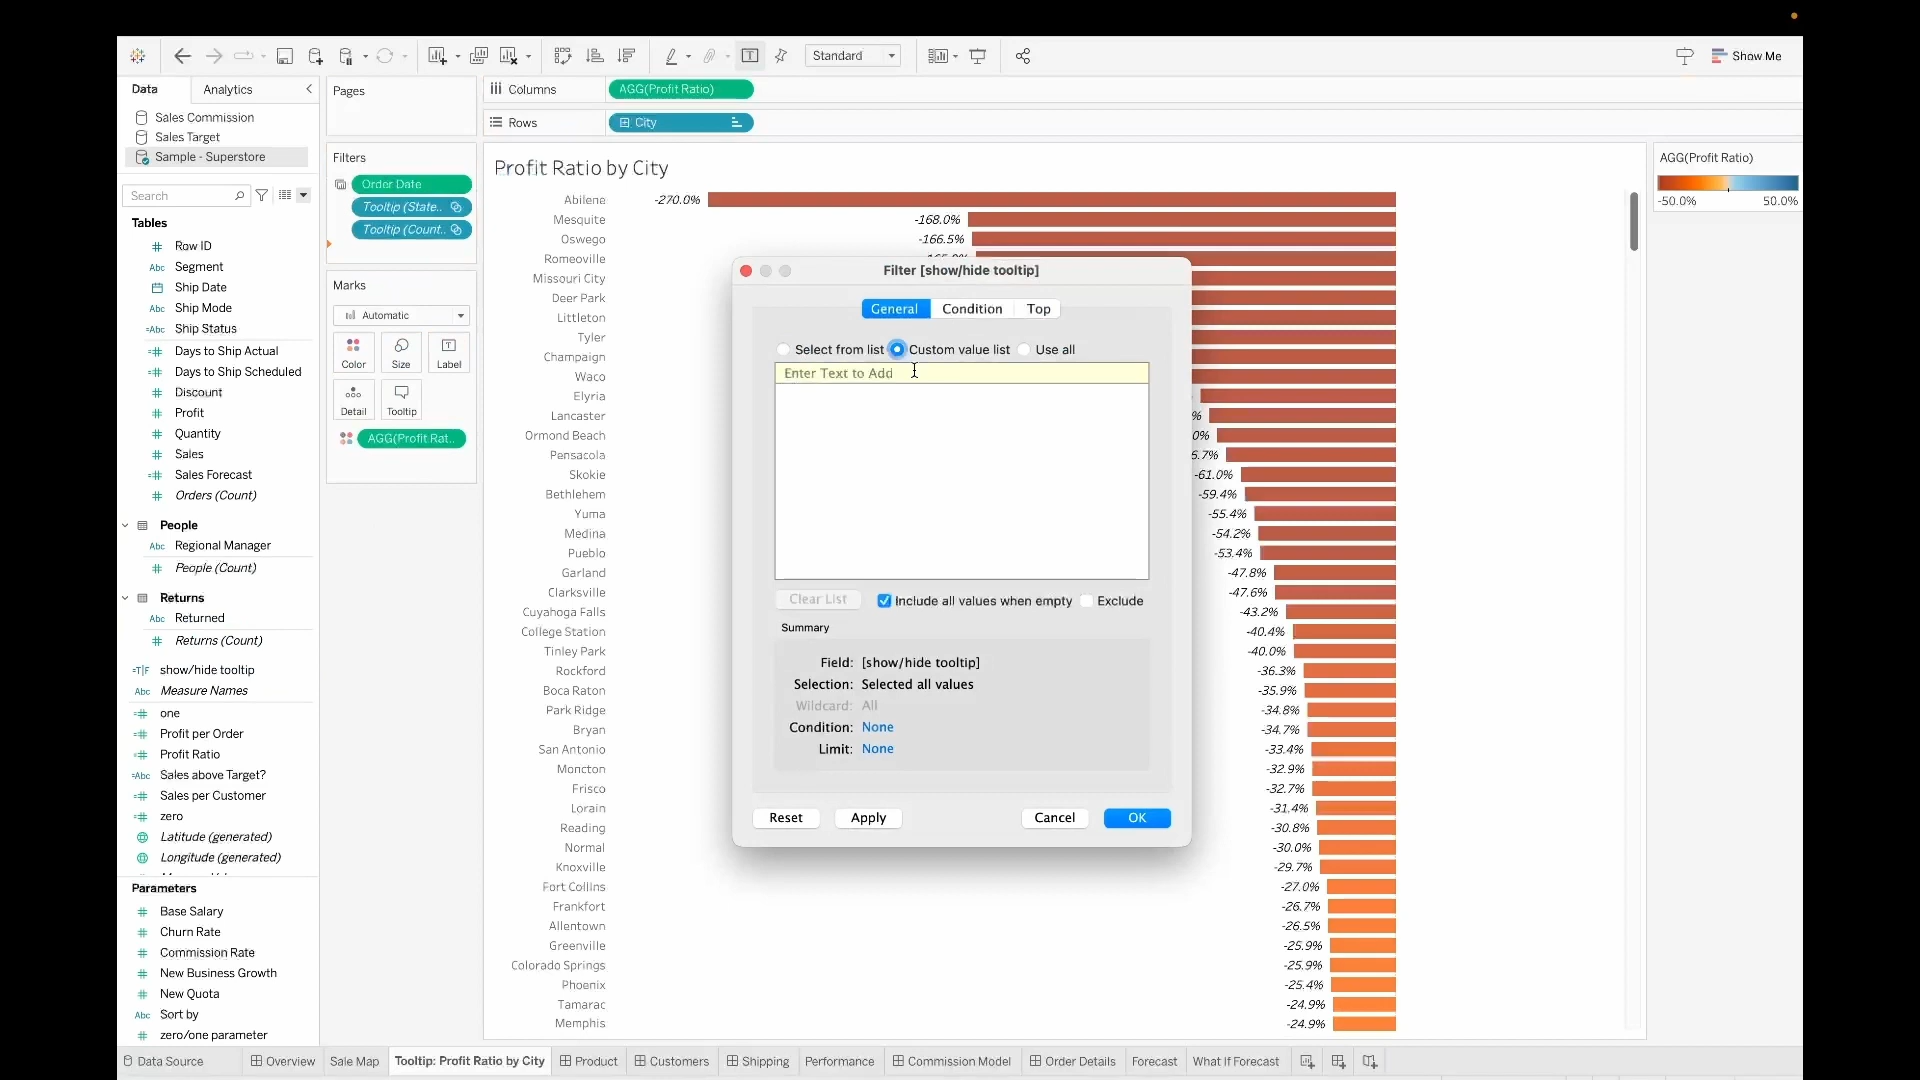 Standard
Show Me
Data
Analytics
Sales Commission
Sales Target
Sample - Superstore
Search
Tables
Row ID
Abc Segment
Ship Date
Abc Ship Mode
=Abc Ship Status
Days to Ship Actual
Days to Ship Scheduled
Discount
Profit
Quantity
Sales
Sales Forecast
Orders (Count)
People
Abc Regional Manager
People (Count)
Returns
Abc Returned
Returns (Count)
=T|F show/hide tooltip
Abc Measure Names
one
Profit per Order
Profit Ratio
=Abc Sales above Target?
Sales per Customer
zero
Latitude (generated)
Longitude (generated)
Parameters
Base Salary
Churn Rate
Commission Rate
New Business Growth
New Quota
Abc Sort by
zero/one parameter
Pages
Filters
Order Date
Tooltip (State..
Tooltip (Count..
Marks
Automatic
Color
Size
Label
Detail
Tooltip
AGG(Profit Rat..
Columns
AGG(Profit Ratio)
Rows
City
Profit Ratio by City
Abilene -270.0%
Mesquite -168.0%
Oswego -166.5%
Romeoville
Missouri City
Deer Park
Littleton
Tyler
Champaign
Waco
Elyria
Lancaster %
Ormond Beach 0%
Pensacola 5.7%
Skokie -61.0%
Bethlehem -59.4%
Yuma -55.4%
Medina -54.2%
Pueblo -53.4%
Garland -47.8%
Clarksville -47.6%
Cuyahoga Falls -43.2%
College Station -40.4%
Tinley Park -40.0%
Rockford -36.3%
Boca Raton -35.9%
Park Ridge -34.8%
Bryan -34.7%
San Antonio -33.4%
Moncton -32.9%
Frisco -32.7%
Lorain -31.4%
Reading -30.8%
Normal -30.0%
Knoxville -29.7%
Fort Collins -27.0%
Frankfort -26.7%
Allentown -26.5%
Greenville -25.9%
Colorado Springs -25.9%
Phoenix -25.4%
Tamarac -24.9%
Memphis -24.9%
Filter [show/hide tooltip]
General
Condition
Top
Select from list
Custom value list
Use all
Enter Text to Add
Clear List
Include all values when empty
Exclude
Summary
Field: [show/hide tooltip]
Selection: Selected all values
Wildcard: All
Condition: None
Limit: None
Reset
Apply
Cancel
OK
AGG(Profit Ratio)
-50.0% 50.0%
Data Source
Overview
Sale Map
Tooltip: Profit Ratio by City
Product
Customers
Shipping
Performance
Commission Model
Order Details
Forecast
What If Forecast